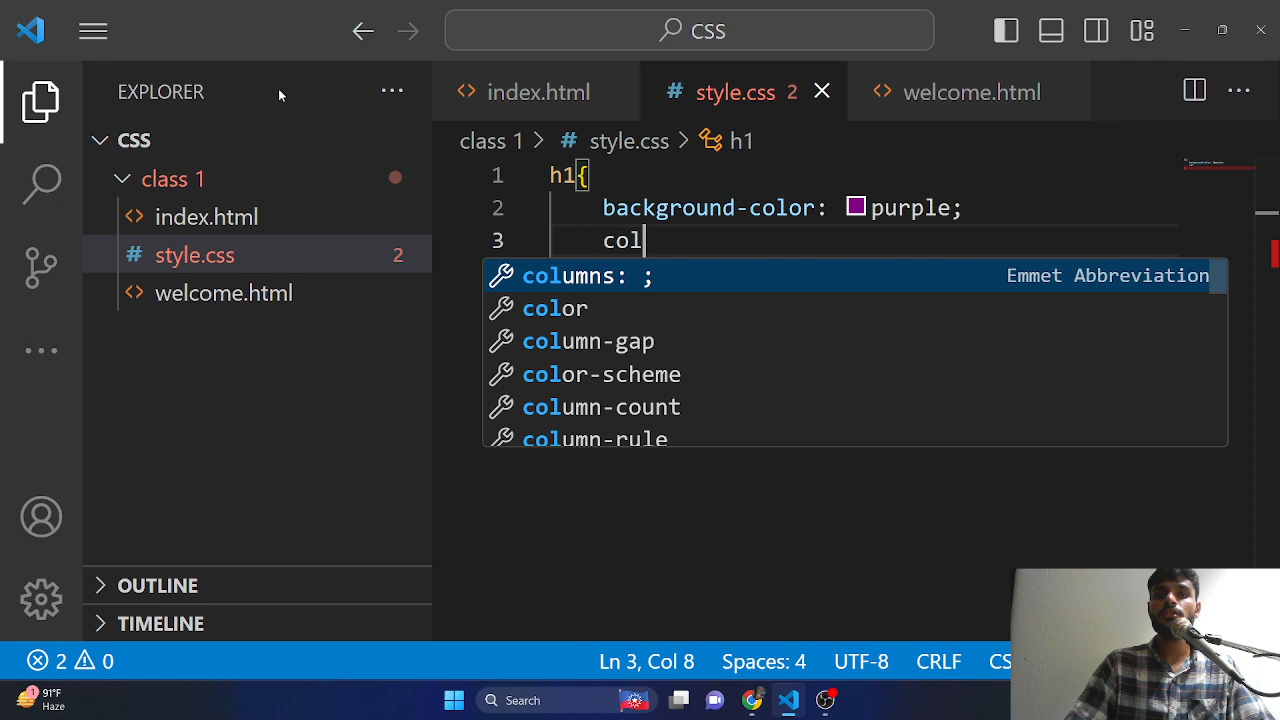 CSS
EXPLORER
CSS
class 1
index.html
style.css 2
welcome.html
OUTLINE
TIMELINE
index.html
style.css 2
welcome.html
class 1 > # style.css > h1
1 h1{
2 background-color: purple;
3 col
columns: ; Emmet Abbreviation
color
column-gap
color-scheme
column-count
column-rule
2 0
Ln 3, Col 8 Spaces: 4 UTF-8 CRLF CS
1
91°F
Haze
Search